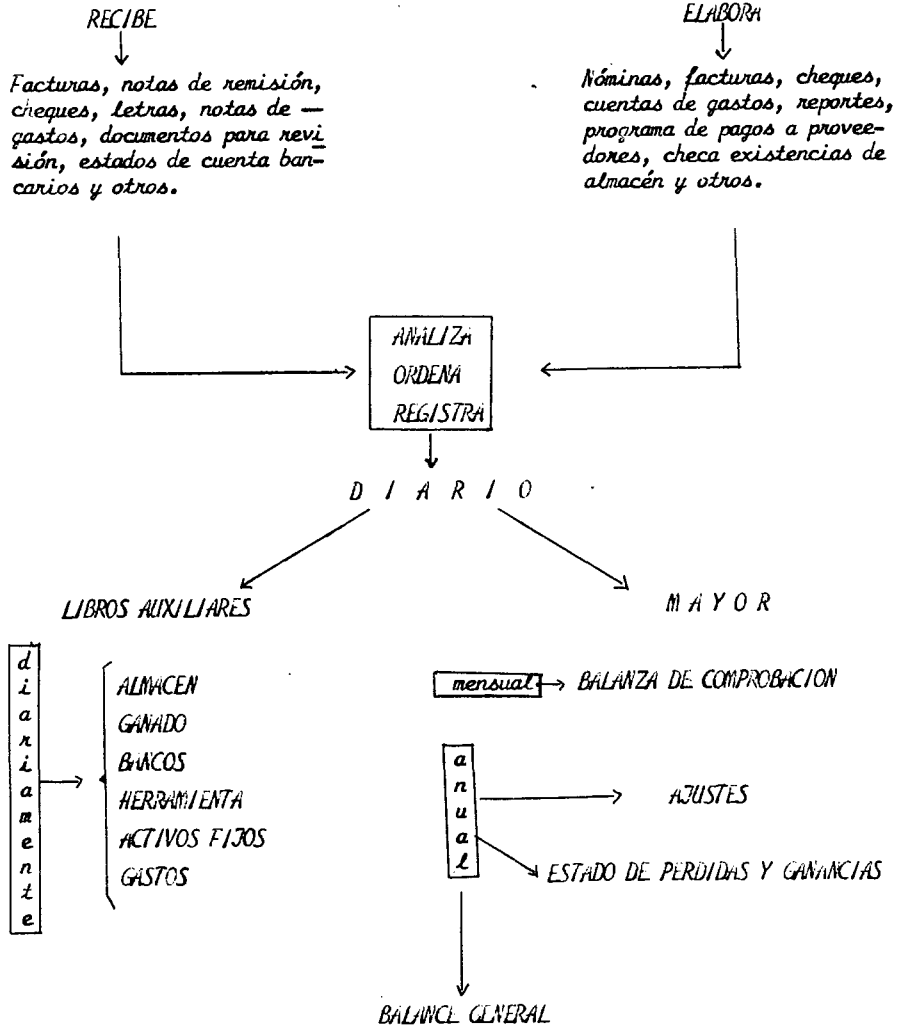 RECIBE
Facturas, notas de remisión,
cheques, letras, notas de —
gastos, documentos para revi
sión, estados de cuenta ban-
carios y otros.
ELABORA
Nóminas, facturas, cheques,
cuentas de gastos, reportes,
programa de pagos a provee-
dores, checa existencias de
almacén y otros.
ANALIZA
ORDENA
REGISTRA
D I A R I O
LIBROS AUXILIARES
diariamente
ALMACEN
GANADO
BANCOS
HERRAMIENTA
ACTIVOS FIJOS
GASTOS
M A Y O R
mensual
BALANZA DE COMPROBACION
anual
AJUSTES
ESTADO DE PERDIDAS Y GANANCIAS
BALANCE GENERAL